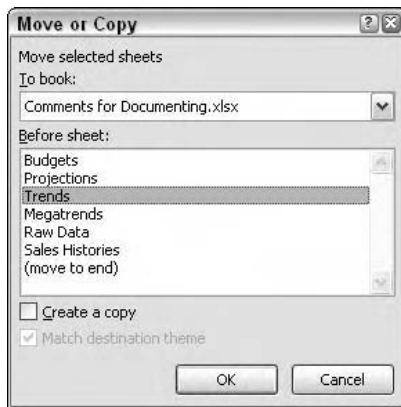 Move or Copy
Move selected sheets
To book:
Comments for Documenting.xlsx
Before sheet:
Budgets
Projections
Trends
Megatrends
Raw Data
Sales Histories
(move to end)
Create a copy
Match destination theme
OK Cancel